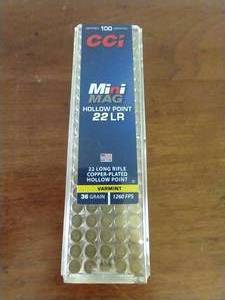 100
CCI
Mini
MAG
HOLLOW POINT
22 LR
22 LONG RIFLE
COPPER-PLATED
HOLLOW POINT
VARMINT
36 GRAIN 1260 FPS